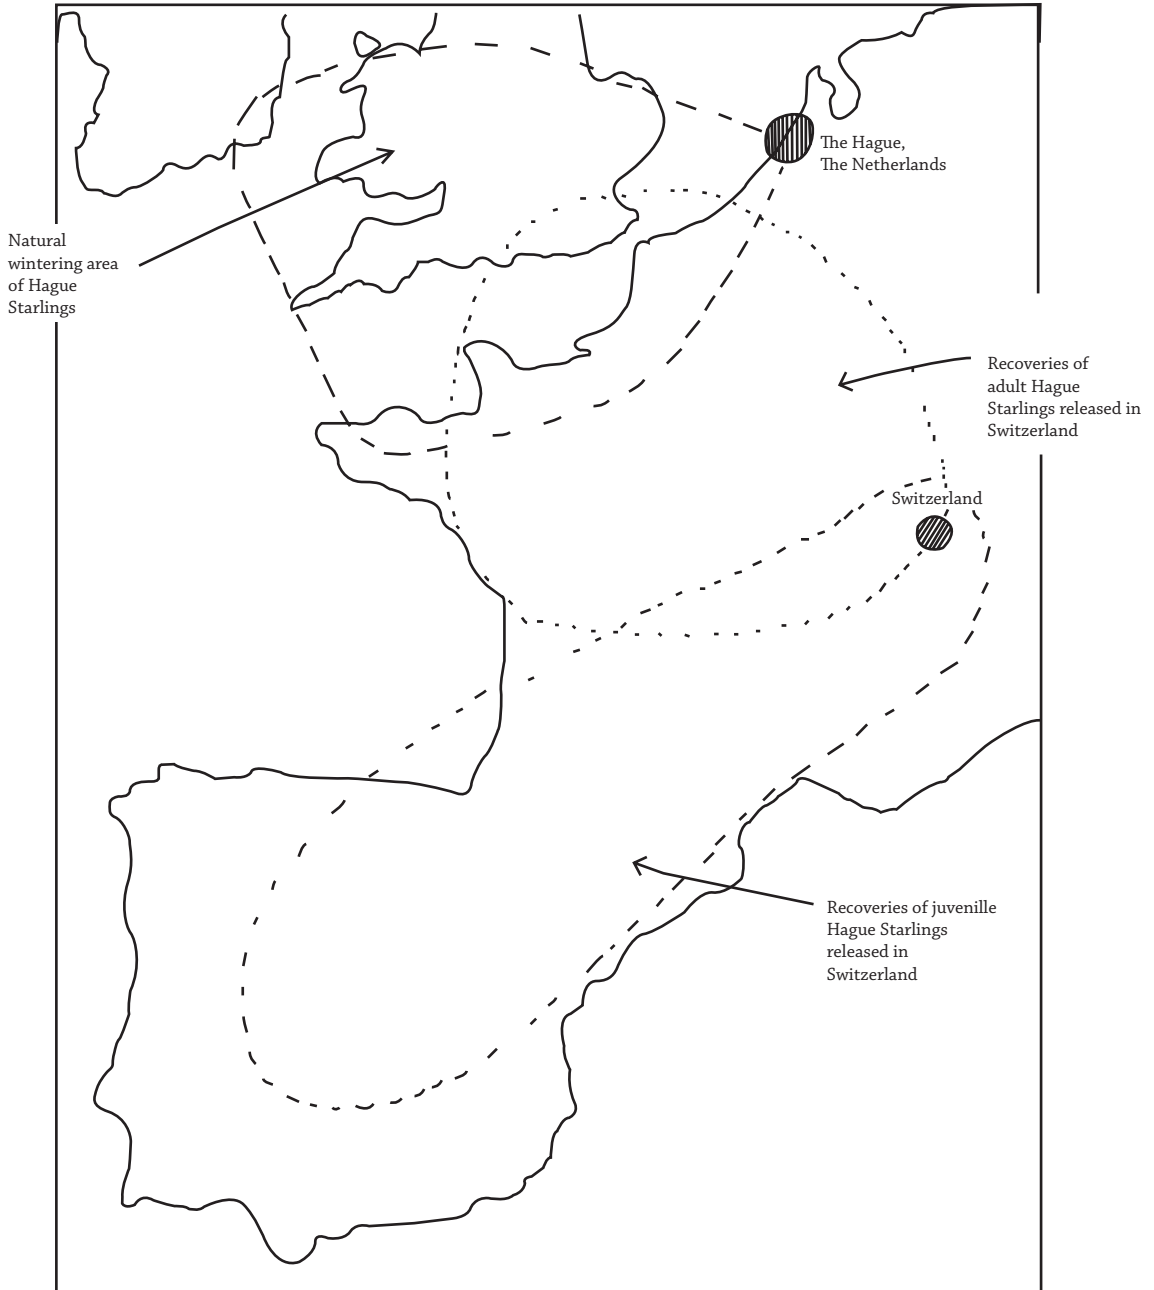 The Hague,
The Netherlands
Natural
wintering area
of Hague
Starlings
Recoveries of
adult Hague
Starlings released in
Switzerland
Switzerland
Recoveries of juvenille
Hague Starlings
released in
Switzerland